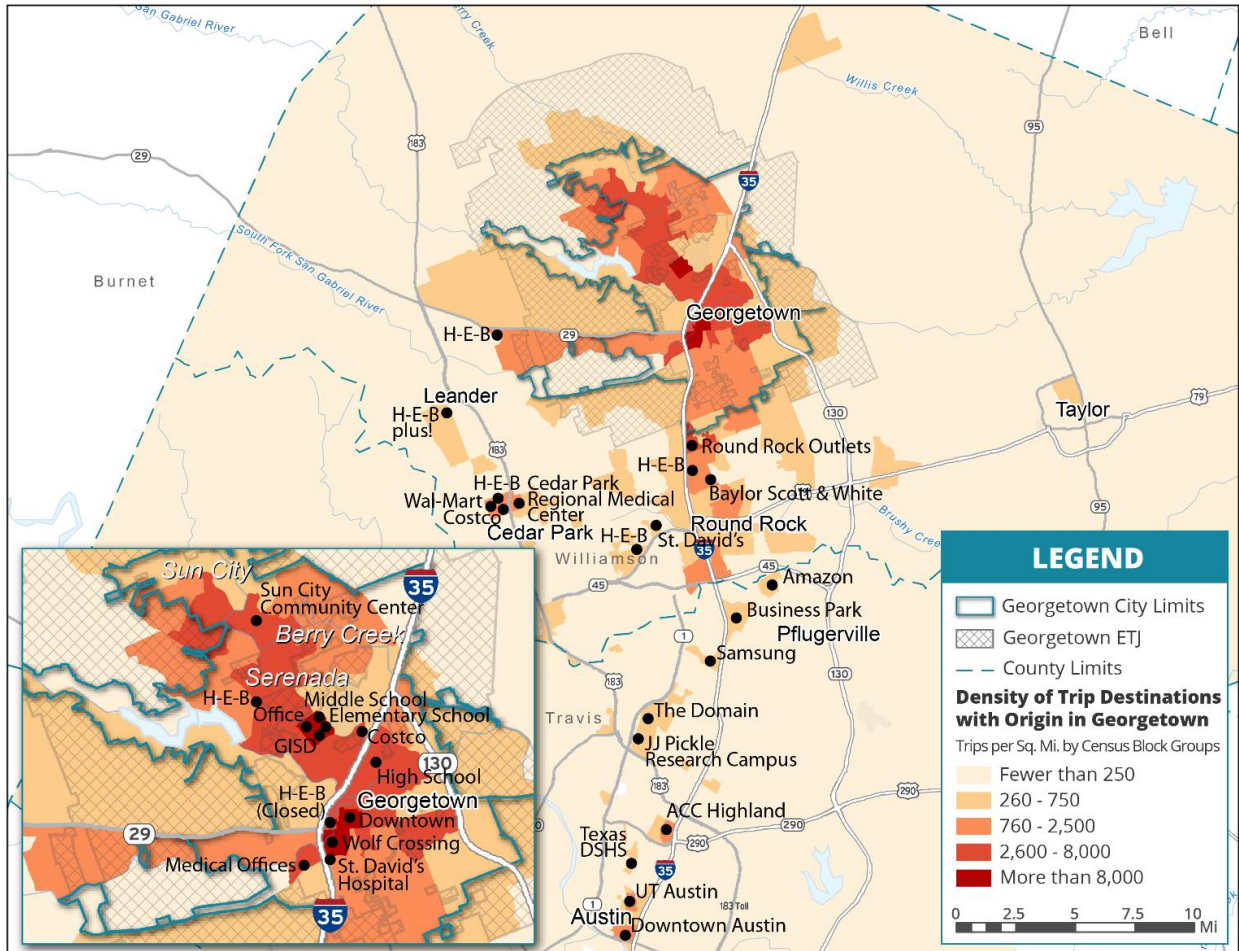 San Gabriel River
Berry Creek
Bell
Willis Creek
183
95
29
35
South Fork San Gabriel River
Burnet
Georgetown
H-E-B
29
Leander
H-E-B
plus!
130
Taylor
79
183
Round Rock Outlets
H-E-B
Baylor Scott & White
H-E-B
Wal-Mart
Costco
Cedar Park
Regional Medical
Center
Cedar Park
95
Brushy Creek
Round Rock
H-E-B
St. David's
35
Williamson
45
45
Amazon
Business Park
Pflugerville
1
Samsung
130
183
Travis
The Domain
JJ Pickle
Research Campus
183
290
ACC Highland
290
290
Texas
DSHS
35
UT Austin
1
183 Toll
Austin
Downtown Austin
Sun City
35
Sun City
Community Center
Berry Creek
Serenada
H-E-B
Middle School
Office
Elementary School
GISD
Costco
130
High School
H-E-B
(Closed)
Georgetown
Downtown
29
Wolf Crossing
Medical Offices
St. David's
Hospital
35
LEGEND
Georgetown City Limits
Georgetown ETJ
County Limits
Density of Trip Destinations
with Origin in Georgetown
Trips per Sq. Mi. by Census Block Groups
Fewer than 250
260 - 750
760 - 2,500
2,600 - 8,000
More than 8,000
0 2.5 5 7.5 10
Mi